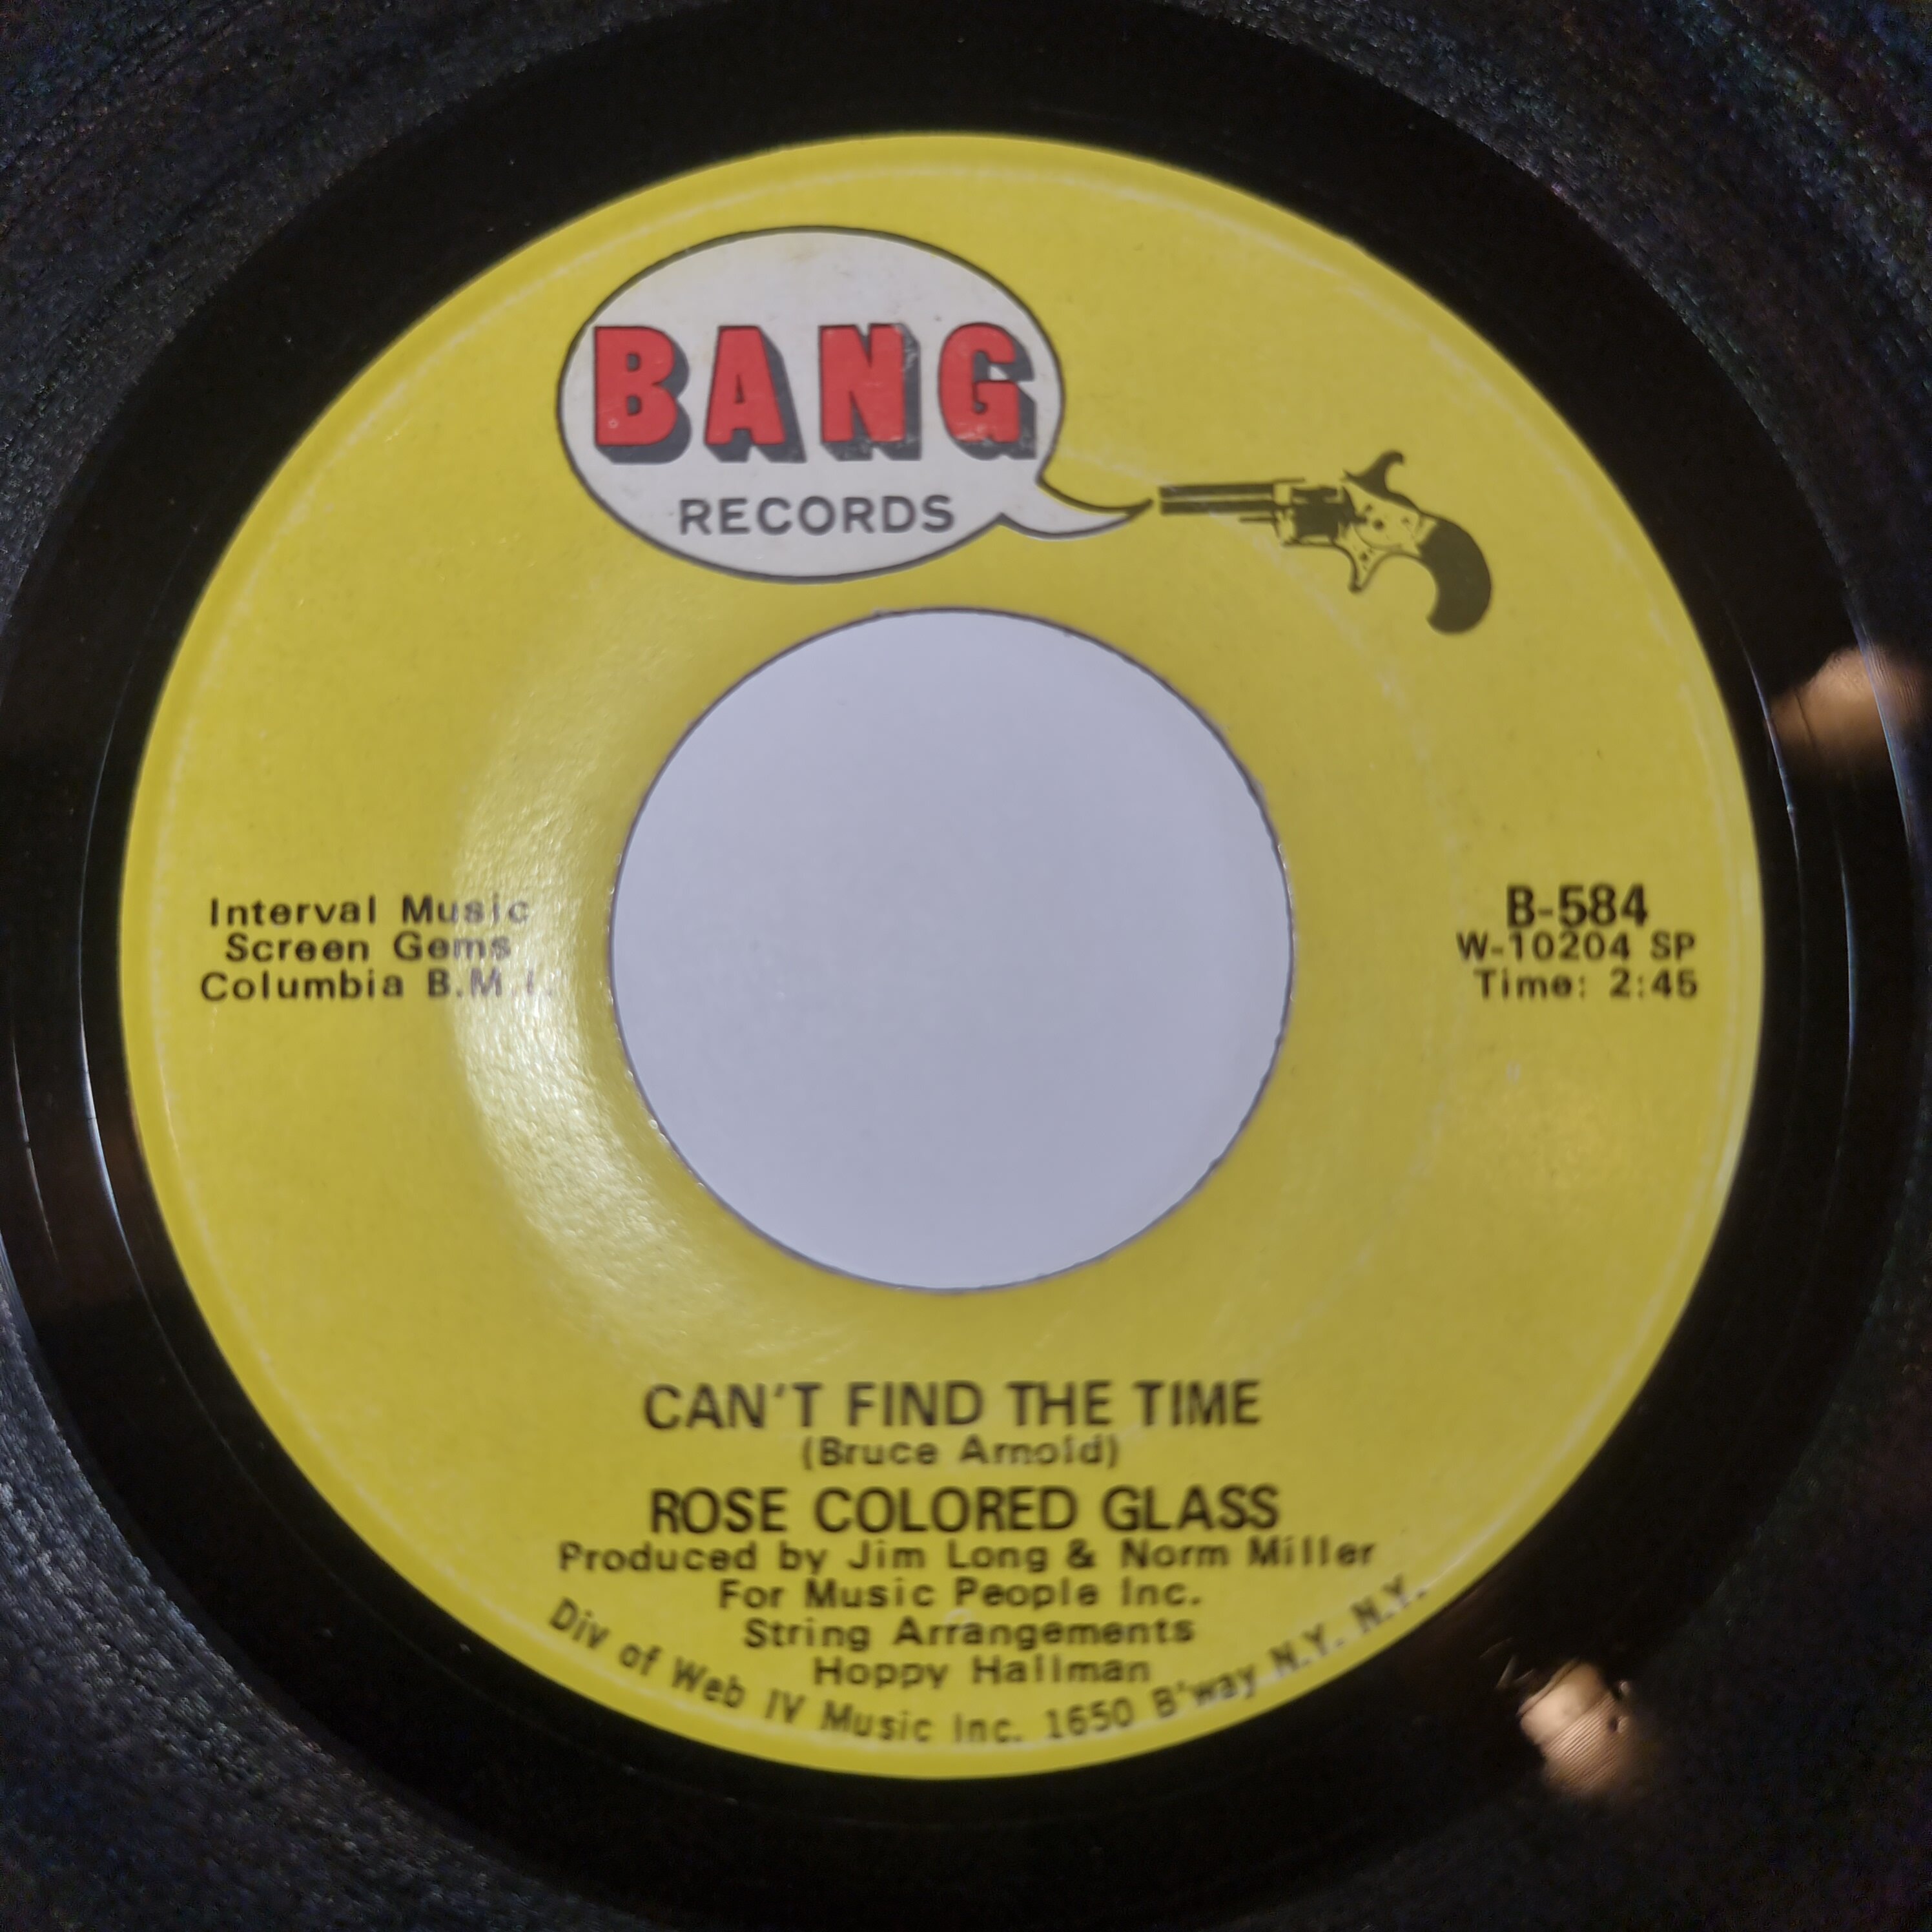 BANG
RECORDS
Interval Music
Screen Gems
Columbia B.M.I.
B-584
W-10204 SP
Time: 2:45
CAN'T FIND THE TIME
(Bruce Arnold)
ROSE COLORED GLASS
Produced by Jim Long & Norm Miller
For Music People Inc.
String Arrangements
Hoppy Hallman
Div of Web IV Music Inc. 1650 B'way N.Y. N.Y.